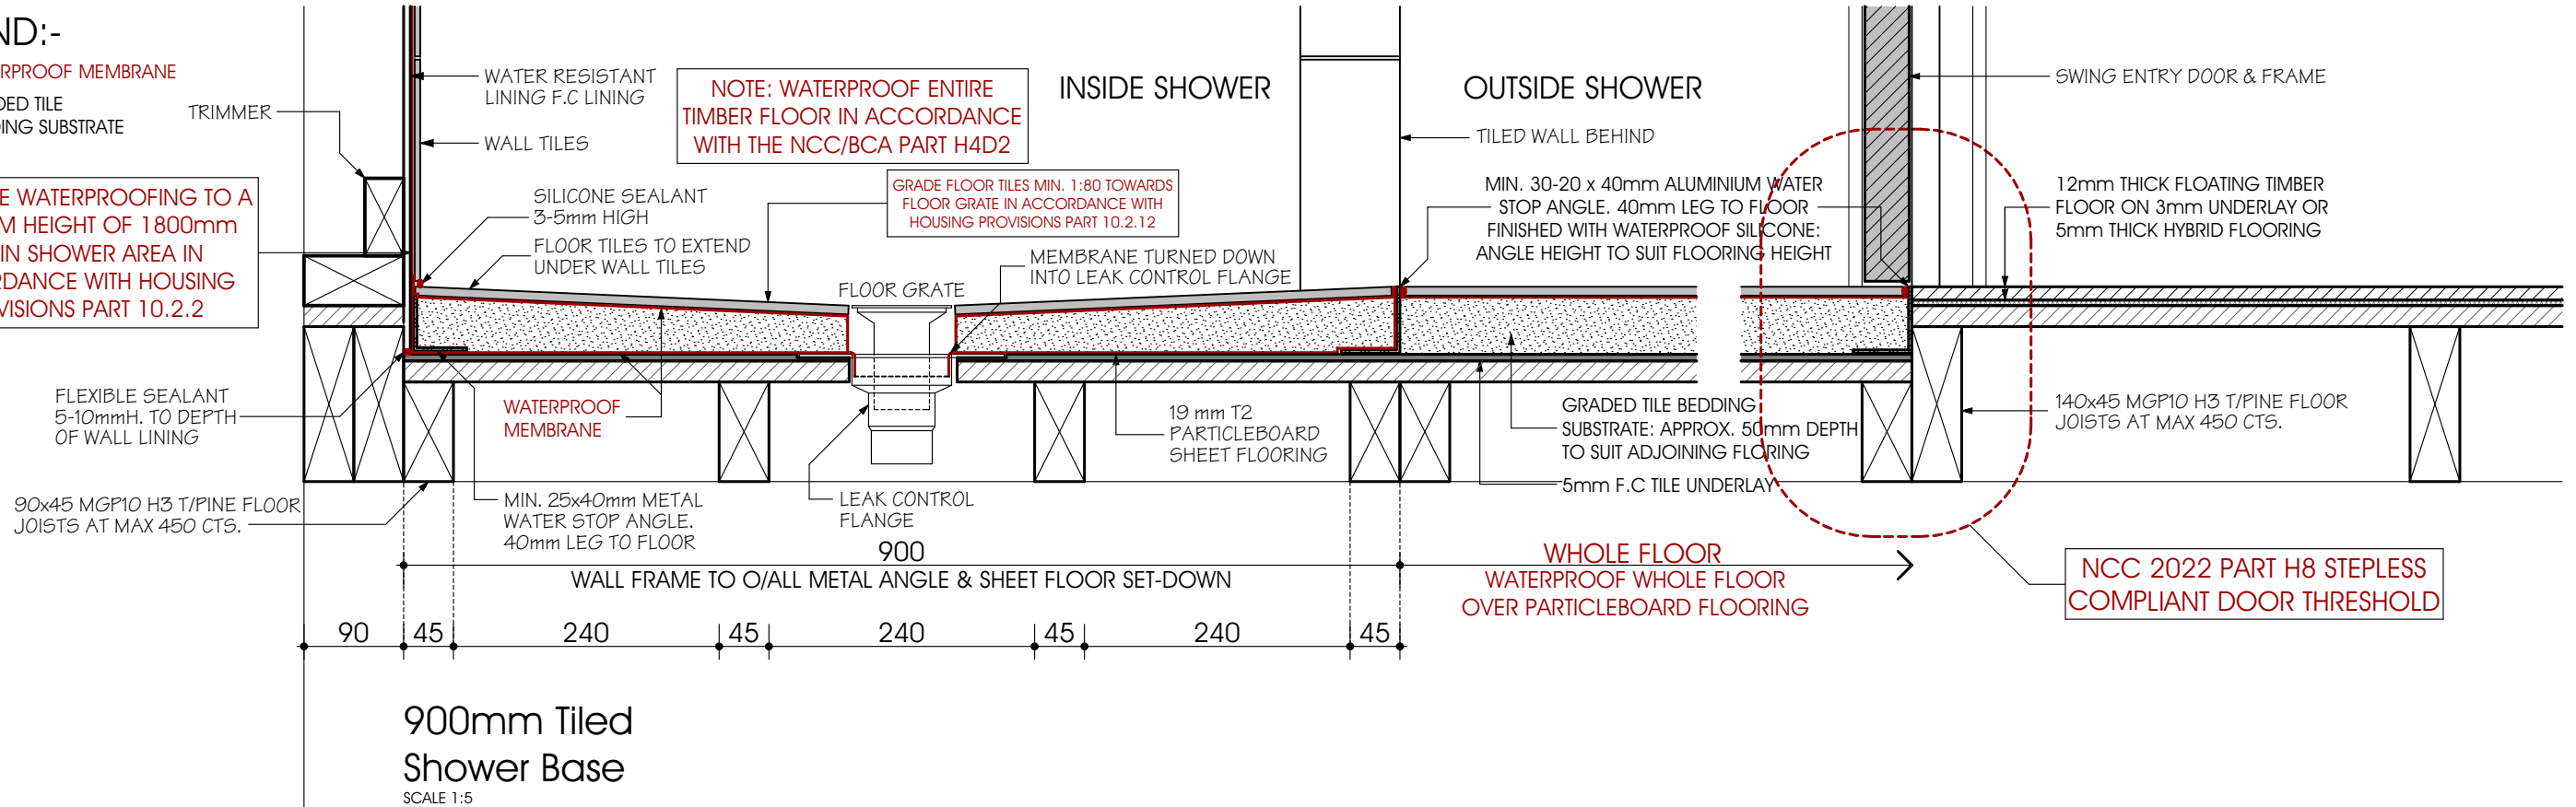 ND:-
RPROOF MEMBRANE
DED TILE
DING SUBSTRATE
TRIMMER
E WATERPROOFING TO A
M HEIGHT OF 1800mm
IN SHOWER AREA IN
RDANCE WITH HOUSING
VISIONS PART 10.2.2
WATER RESISTANT
LINING F.C LINING
WALL TILES
SILICONE SEALANT
3-5mm HIGH
FLOOR TILES TO EXTEND
UNDER WALL TILES
NOTE: WATERPROOF ENTIRE
TIMBER FLOOR IN ACCORDANCE
WITH THE NCC/BCA PART H4D2
GRADE FLOOR TILES MIN. 1:80 TOWARDS
FLOOR GRATE IN ACCORDANCE WITH
HOUSING PROVISIONS PART 10.2.12
INSIDE SHOWER
MEMBRANE TURNED DOWN
INTO LEAK CONTROL FLANGE
FLOOR GRATE
OUTSIDE SHOWER
TILED WALL BEHIND
MIN. 30-20 x 40mm ALUMINIUM WATER
STOP ANGLE. 40mm LEG TO FLOOR
FINISHED WITH WATERPROOF SILICONE:
ANGLE HEIGHT TO SUIT FLOORING HEIGHT
SWING ENTRY DOOR & FRAME
12mm THICK FLOATING TIMBER
FLOOR ON 3mm UNDERLAY OR
5mm THICK HYBRID FLOORING
FLEXIBLE SEALANT
5-10mmH. TO DEPTH
OF WALL LINING
90x45 MGP10 H3 T/PINE FLOOR
JOISTS AT MAX 450 CTS.
WATERPROOF
MEMBRANE
MIN. 25x40mm METAL
WATER STOP ANGLE.
40mm LEG TO FLOOR
LEAK CONTROL
FLANGE
19 mm T2
PARTICLEBOARD
SHEET FLOORING
GRADED TILE BEDDING
SUBSTRATE: APPROX. 50mm DEPTH
TO SUIT ADJOINING FLORING
5mm F.C TILE UNDERLAY
140x45 MGP10 H3 T/PINE FLOOR
JOISTS AT MAX 450 CTS.
900
WALL FRAME TO O/ALL METAL ANGLE & SHEET FLOOR SET-DOWN
WHOLE FLOOR
WATERPROOF WHOLE FLOOR
OVER PARTICLEBOARD FLOORING
NCC 2022 PART H8 STEPLESS
COMPLIANT DOOR THRESHOLD
90 45 240 45 240 45 240 45
900mm Tiled
Shower Base
SCALE 1:5